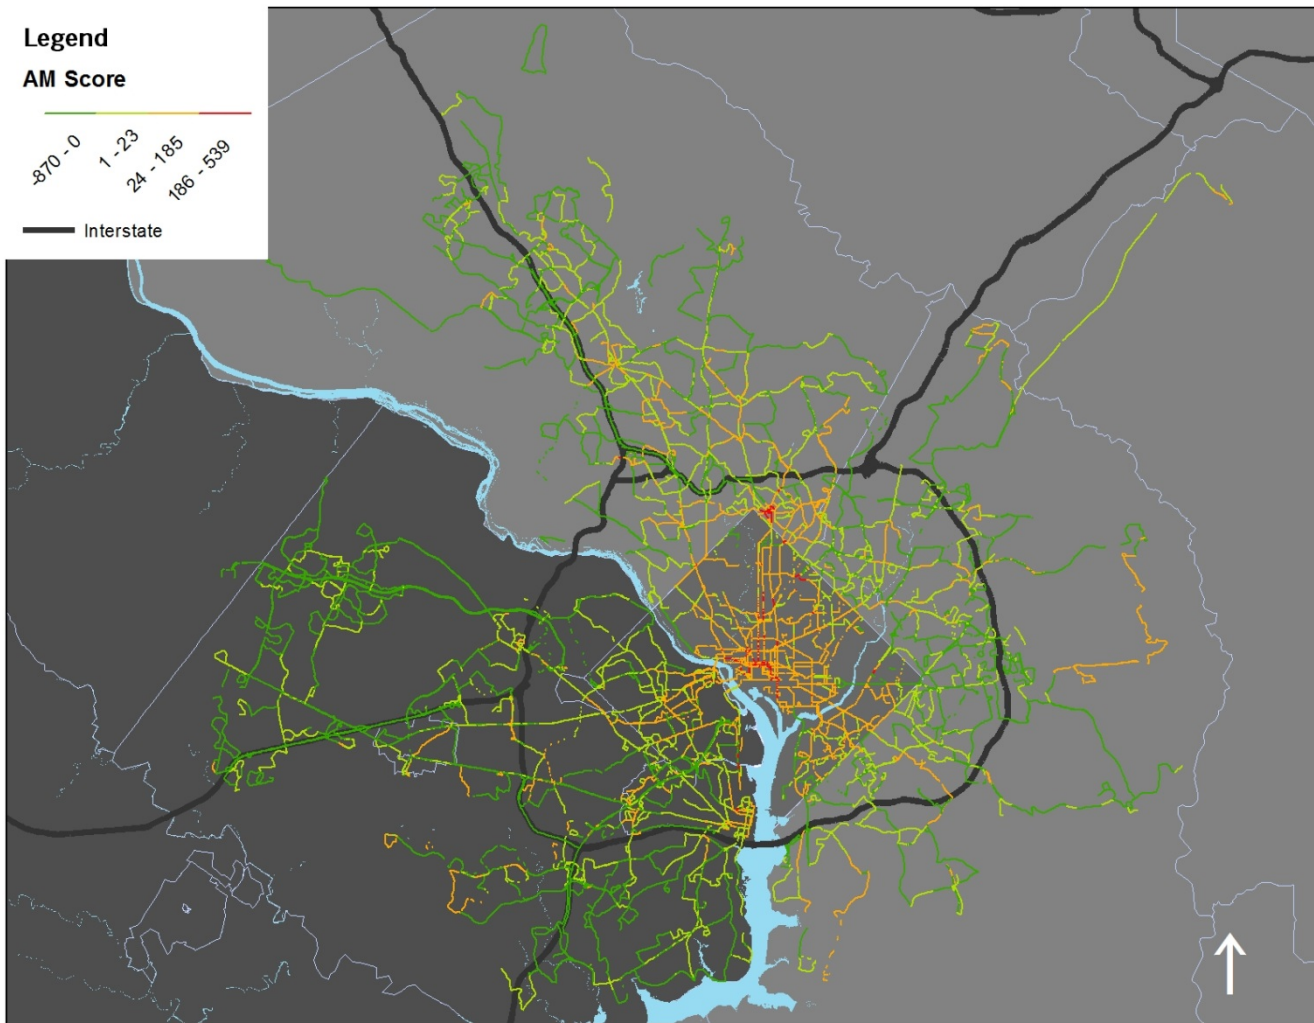 Legend
AM Score
-870 - 0
1 - 23
24 - 185
186 - 539
Interstate